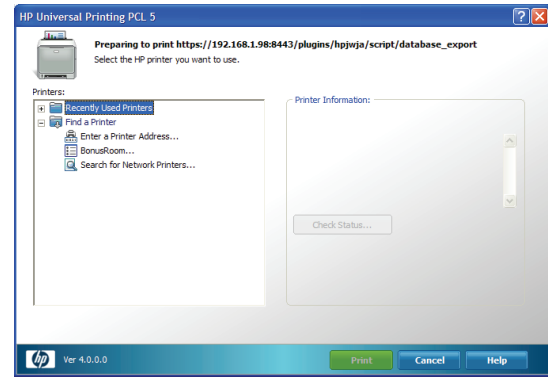 HP Universal Printing PCL 5
Preparing to print https://192.168.1.98:8443/plugins/hpjwja/script/database_export
Select the HP printer you want to use.
Printers:
Recently Used Printers
Find a Printer
Enter a Printer Address...
BonusRoom...
Search for Network Printers...
Printer Information:
Check Status...
hp
Ver 4.0.0.0
Print
Cancel
Help